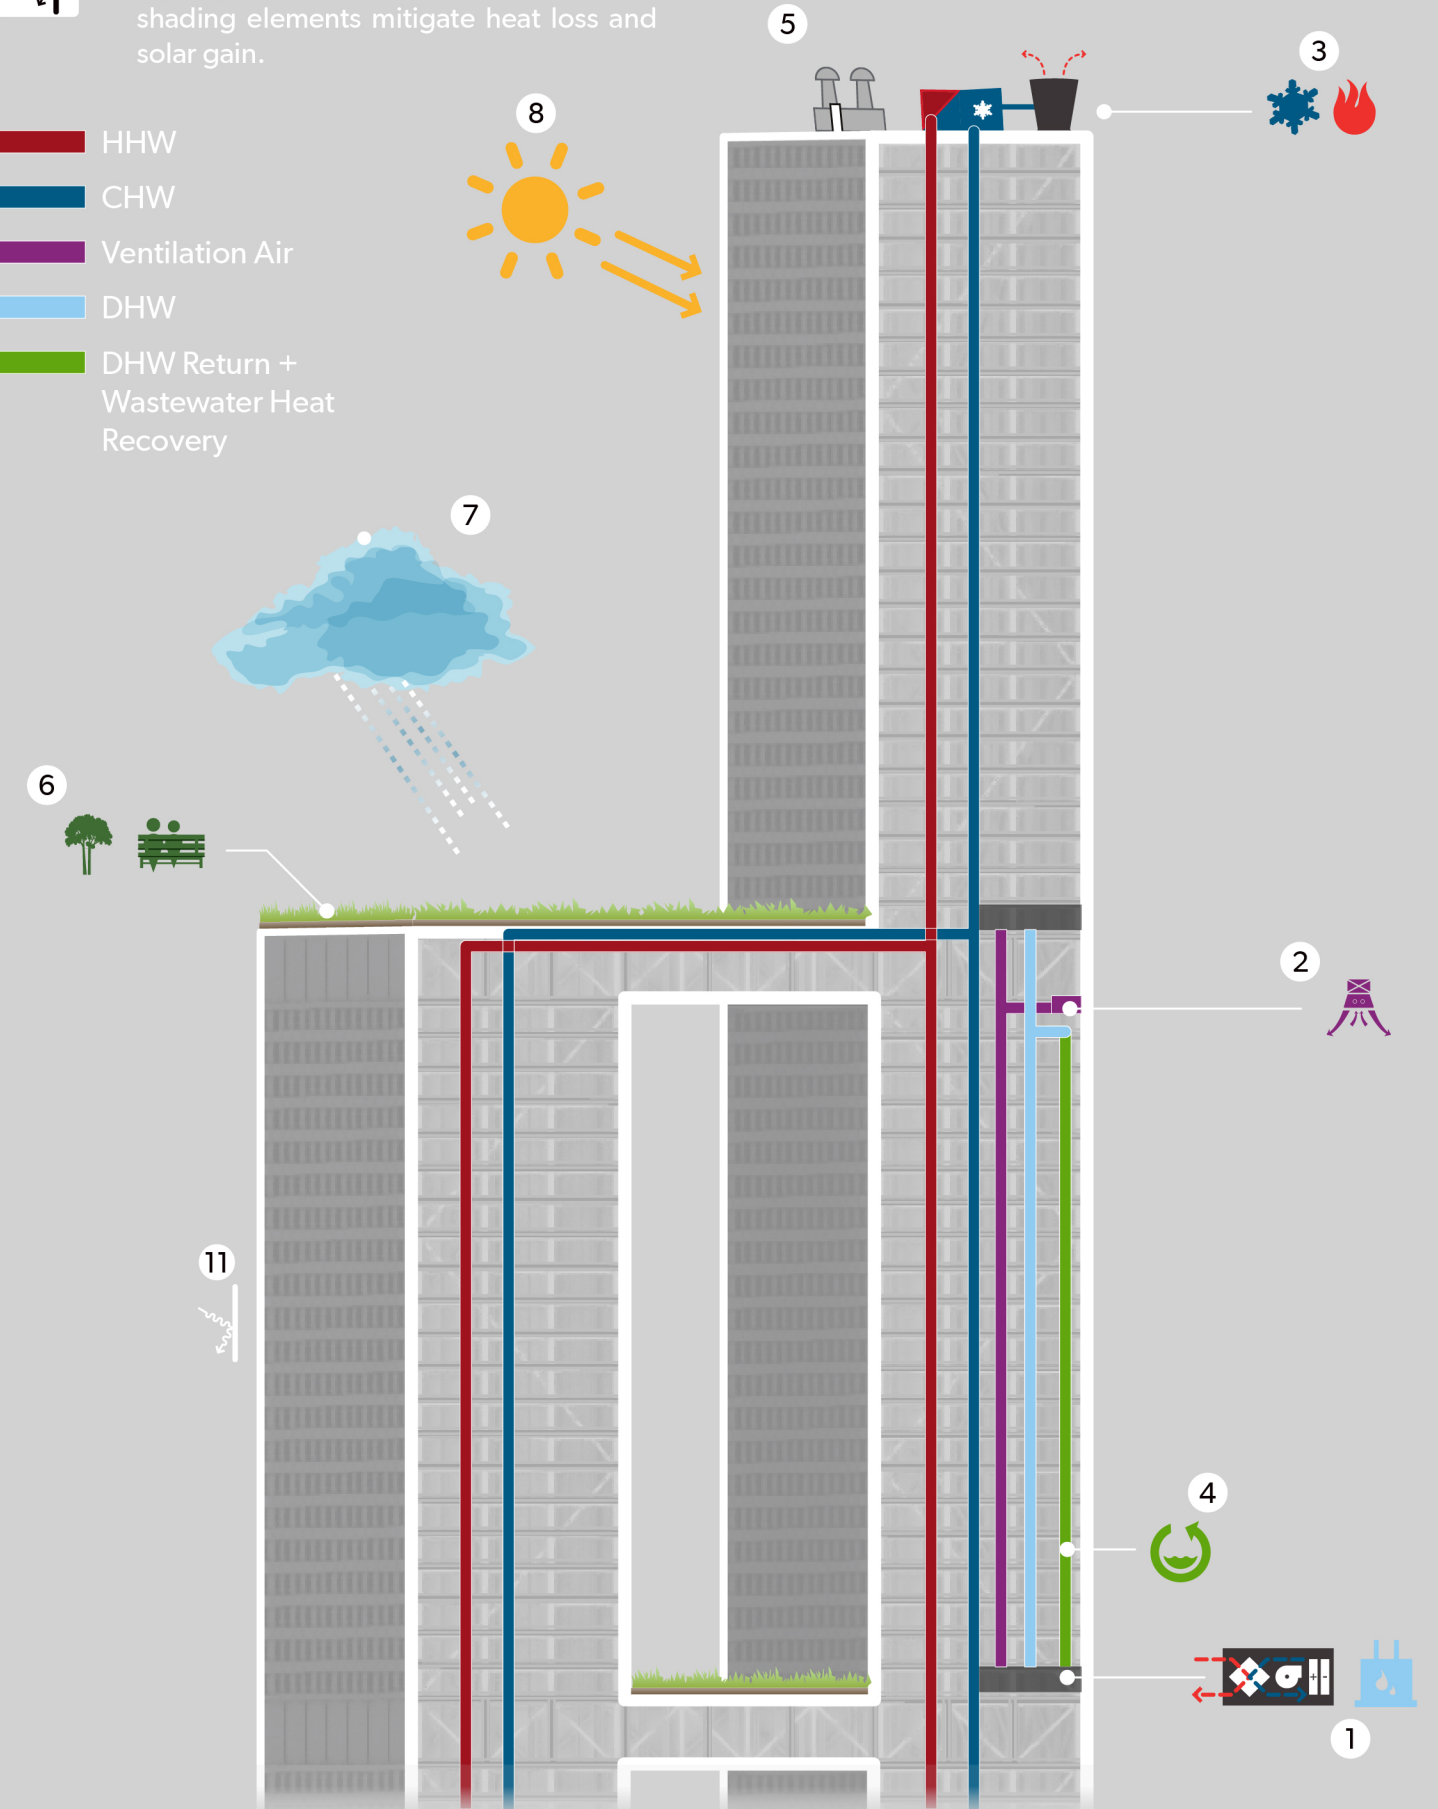 shading elements mitigate heat loss and
solar gain.
5
3
8
HHW
CHW
Ventilation Air
DHW
DHW Return +
Wastewater Heat
Recovery
7
6
2
11
4
1